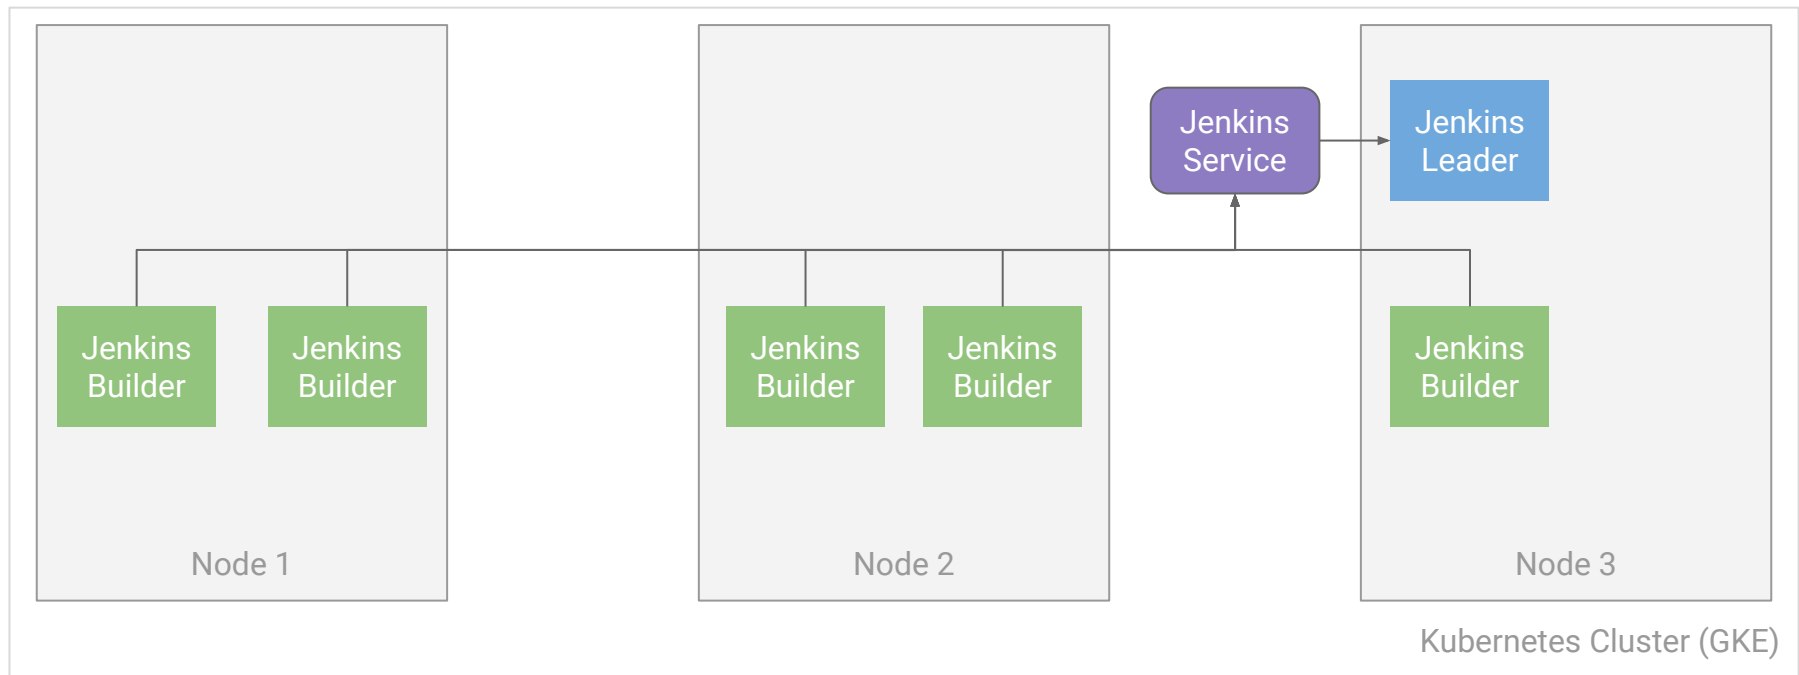 Jenkins
Service
Jenkins
Leader
Jenkins
Builder
Jenkins
Builder
Jenkins
Builder
Jenkins
Builder
Jenkins
Builder
Node 1
Node 2
Node 3
Kubernetes Cluster (GKE)